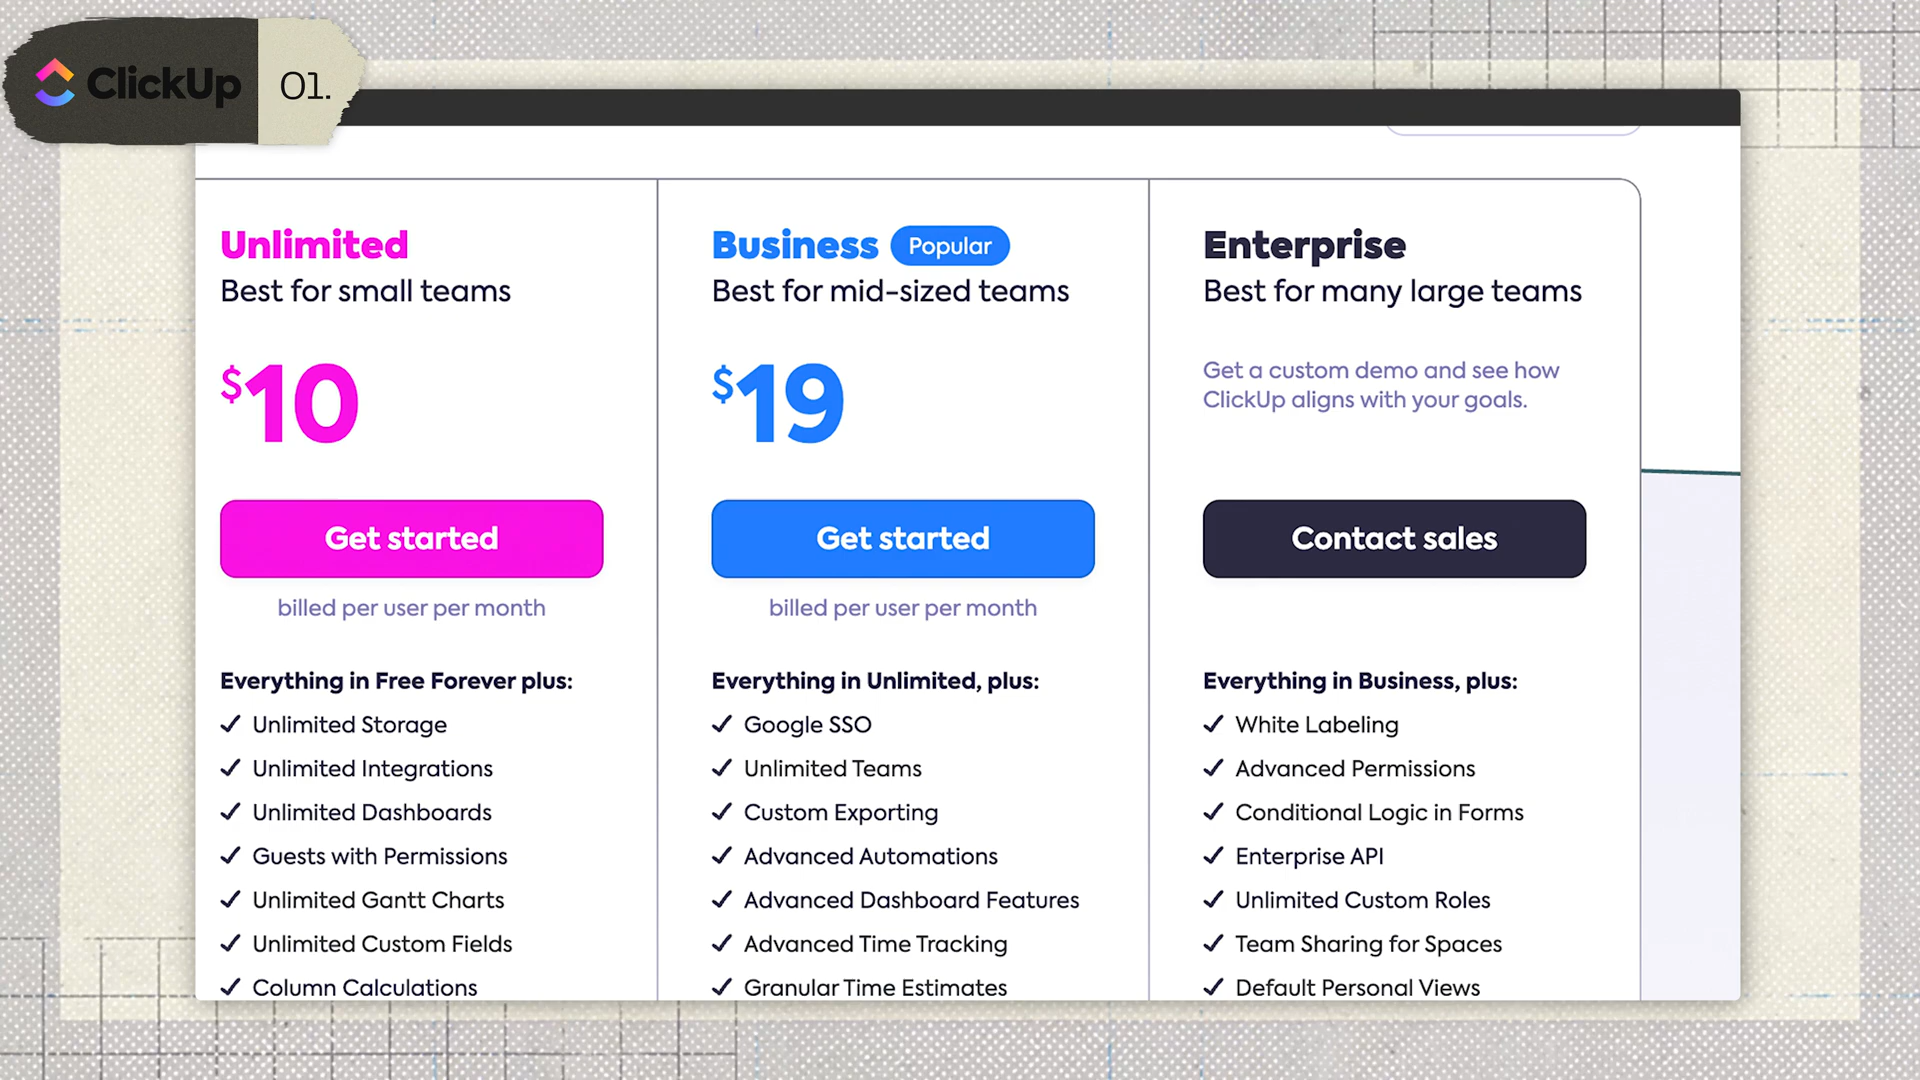 ClickUp
01.
Unlimited
Best for small teams
$10
Get started
billed per user per month
Everything in Free Forever plus:
Unlimited Storage
Unlimited Integrations
Unlimited Dashboards
Guests with Permissions
Unlimited Gantt Charts
Unlimited Custom Fields
Column Calculations
Business Popular
Best for mid-sized teams
$19
Get started
billed per user per month
Everything in Unlimited, plus:
Google SSO
Unlimited Teams
Custom Exporting
Advanced Automations
Advanced Dashboard Features
Advanced Time Tracking
Granular Time Estimates
Enterprise
Best for many large teams
Get a custom demo and see how
ClickUp aligns with your goals.
Contact sales
Everything in Business, plus:
White Labeling
Advanced Permissions
Conditional Logic in Forms
Enterprise API
Unlimited Custom Roles
Team Sharing for Spaces
Default Personal Views